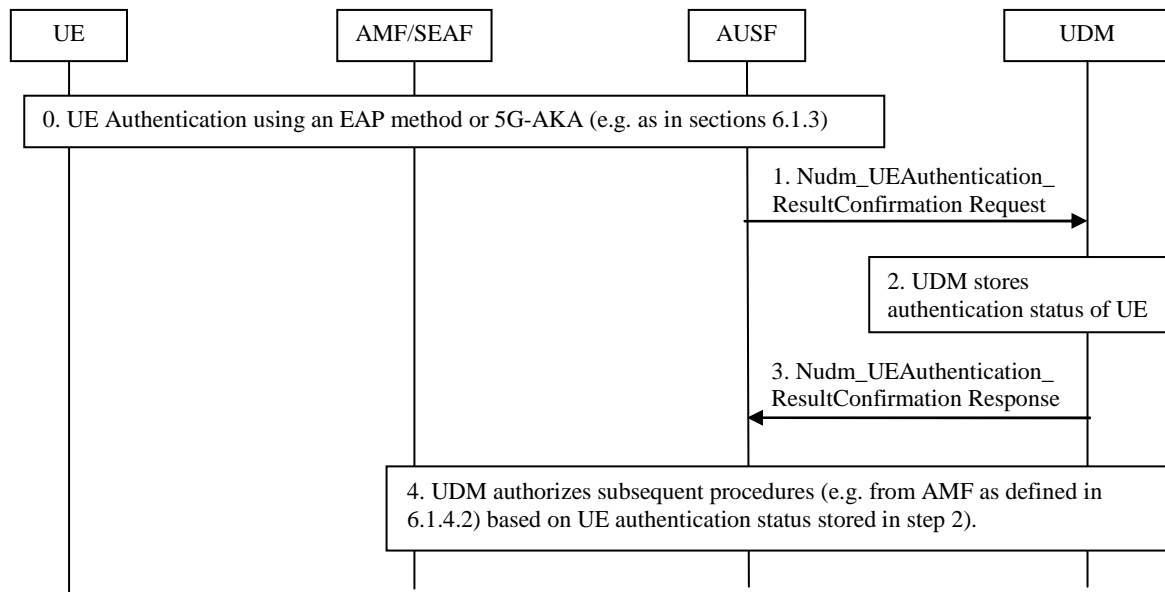 UE
AMF/SEAF
AUSF
UDM
0. UE Authentication using an EAP method or 5G-AKA (e.g. as in sections 6.1.3)
1. Nudm_UEAuthentication_
ResultConfirmation Request
2. UDM stores
authentication status of UE
3. Nudm_UEAuthentication_
ResultConfirmation Response
4. UDM authorizes subsequent procedures (e.g. from AMF as defined in
6.1.4.2) based on UE authentication status stored in step 2).